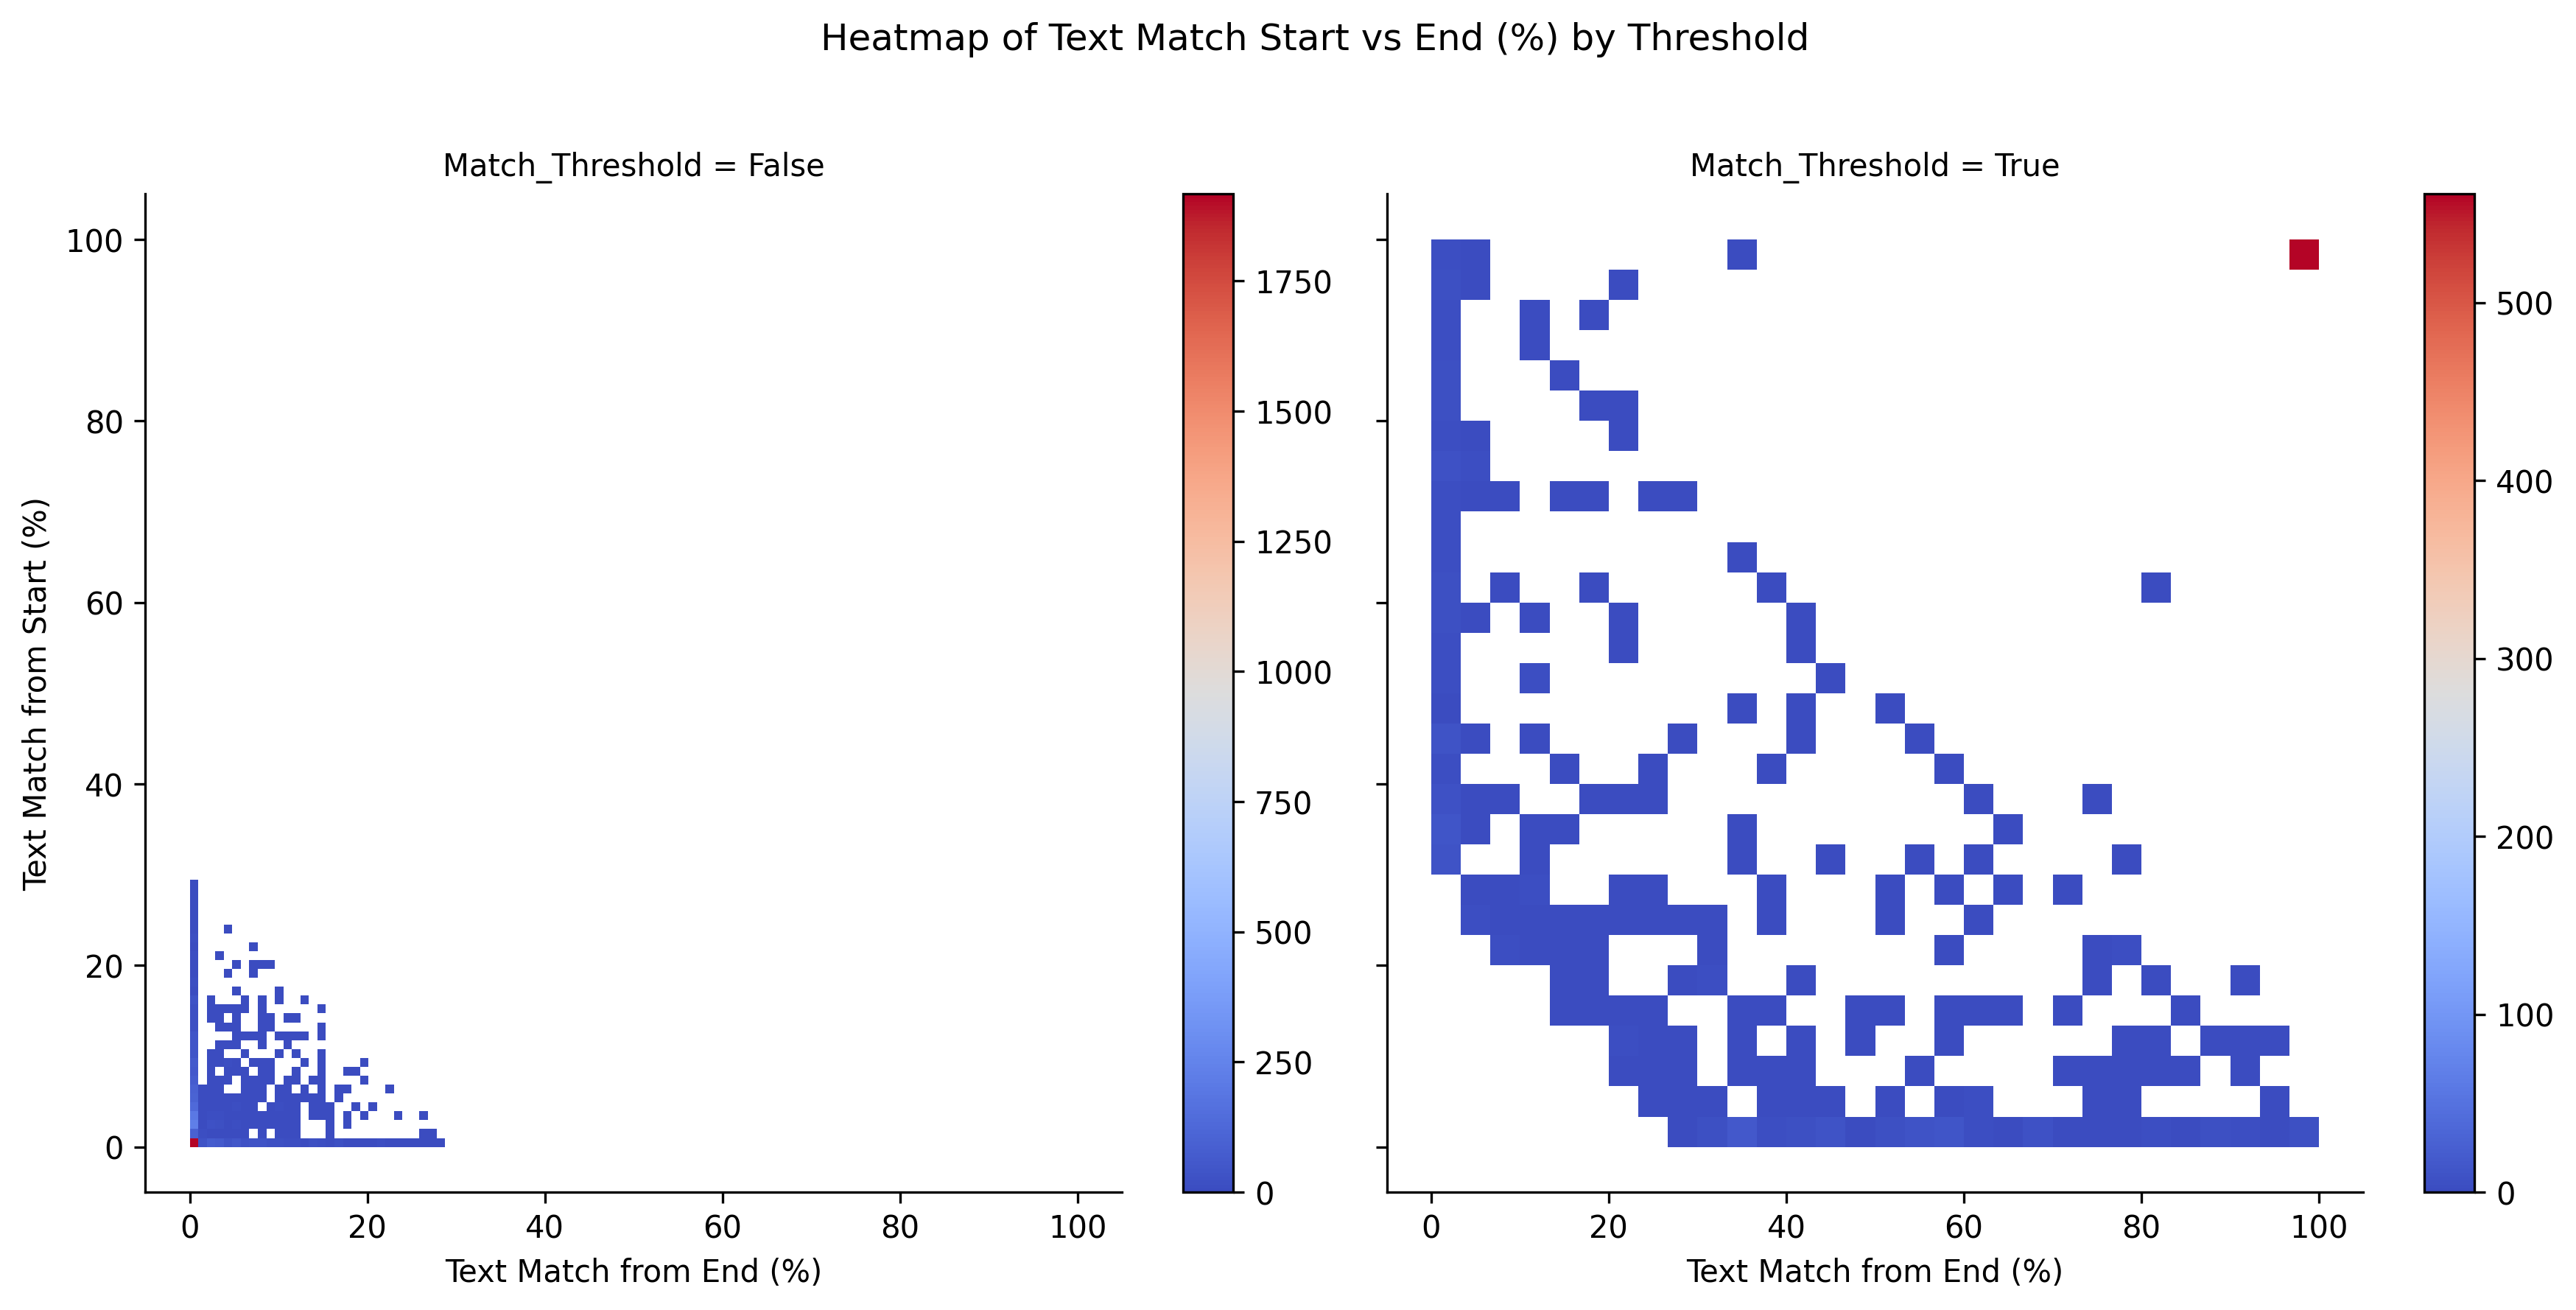 Heatmap of Text Match Start vs End (%) by Threshold
Match_Threshold = False
Text Match from Start (%)
100
80
60
40
20
0
0 20 40 60 80 100
Text Match from End (%)
1750
1500
1250
1000
750
500
250
0
Match_Threshold = True
0 20 40 60 80 100
Text Match from End (%)
500
400
300
200
100
0